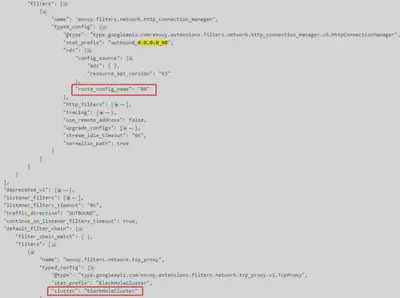 "filters": [
{
"name": "envoy.filters.network.http_connection_manager",
"typed_config": {
"@type": "type.googleapis.com/envoy.extensions.filters.network.http_connection_manager.v3.HttpConnectionManager",
"stat_prefix": "outbound_0.0.0.0_80",
"rds": {
"config_source": {
"ads": { },
"resource_api_version": "V3"
},
"route_config_name": "80"
},
"http_filters": [
"tracing": {
"use_remote_address": false,
"upgrade_configs": [
"stream_idle_timeout": "0s",
"normalize_path": true
}
}
]
}
],
"deprecated_v1": {
"listener_filters": [
"listener_filters_timeout": "0s",
"traffic_direction": "OUTBOUND",
"continue_on_listener_filters_timeout": true,
"default_filter_chain": {
"filter_chain_match": { },
"filters": [
{
"name": "envoy.filters.network.tcp_proxy",
"typed_config": {
"@type": "type.googleapis.com/envoy.extensions.filters.network.tcp_proxy.v3.TcpProxy",
"stat_prefix": "BlackHoleCluster",
"cluster": "BlackHoleCluster"
}